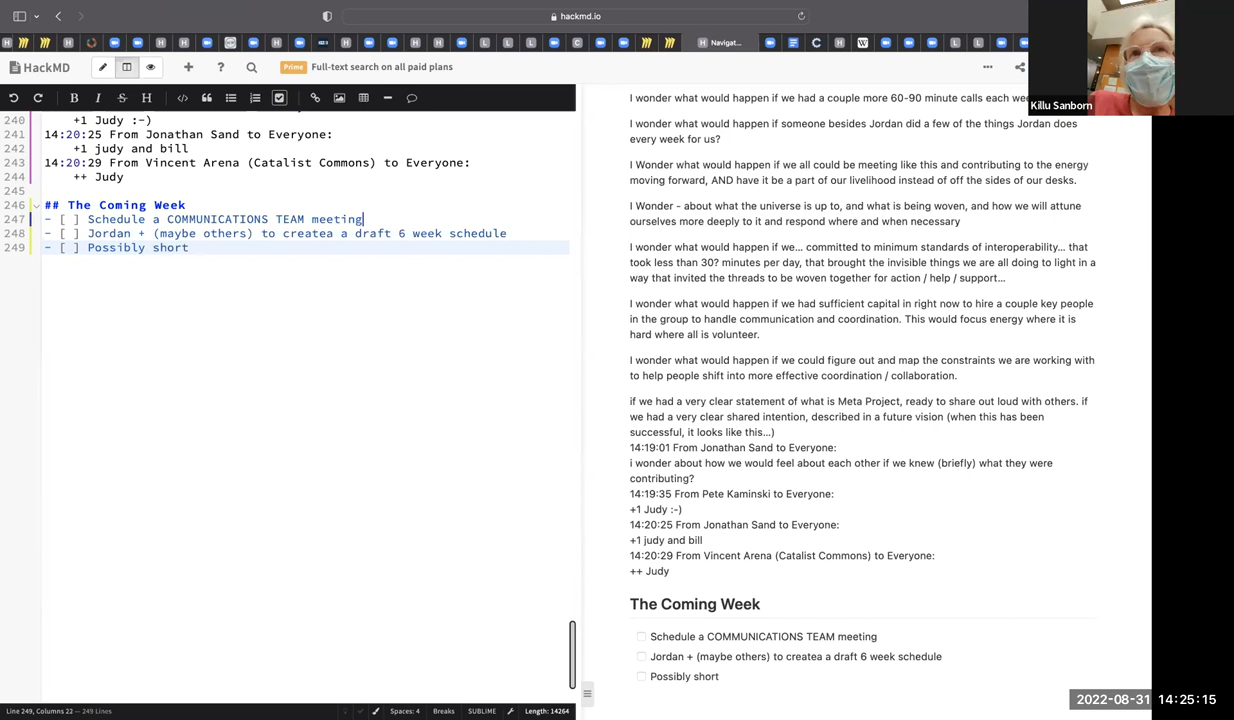 hackmd.io
Navigat...
HackMD
Prime Full-text search on all paid plans
Killu Sanborn
240 +1 Judy :-)
241 14:20:25 From Jonathan Sand to Everyone:
242 +1 judy and bill
243 14:20:29 From Vincent Arena (Catalist Commons) to Everyone:
244 ++ Judy
245
246 ## The Coming Week
247 - [ ] Schedule a COMMUNICATIONS TEAM meeting
248 - [ ] Jordan + (maybe others) to createa a draft 6 week schedule
249 - [ ] Possibly short
I wonder what would happen if we had a couple more 60-90 minute calls each
I wonder what would happen if someone besides Jordan did a few of the things Jordan does
every week for us?
I Wonder what would happen if we all could be meeting like this and contributing to the energy
moving forward, AND have it be a part of our livelihood instead of off the sides of our desks.
I Wonder - about what the universe is up to, and what is being woven, and how we will attune
ourselves more deeply to it and respond where and when necessary
I wonder what would happen if we... committed to minimum standards of interoperability... that
took less than 30? minutes per day, that brought the invisible things we are all doing to light in a
way that invited the threads to be woven together for action / help / support...
I wonder what would happen if we had sufficient capital in right now to hire a couple key people
in the group to handle communication and coordination. This would focus energy where it is
hard where all is volunteer.
I wonder what would happen if we could figure out and map the constraints we are working with
to help people shift into more effective coordination / collaboration.
if we had a very clear statement of what is Meta Project, ready to share out loud with others. if
we had a very clear shared intention, described in a future vision (when this has been
successful, it looks like this...)
14:19:01 From Jonathan Sand to Everyone:
i wonder about how we would feel about each other if we knew (briefly) what they were
contributing?
14:19:35 From Pete Kaminski to Everyone:
+1 Judy :-)
14:20:25 From Jonathan Sand to Everyone:
+1 judy and bill
14:20:29 From Vincent Arena (Catalist Commons) to Everyone:
++ Judy
The Coming Week
Schedule a COMMUNICATIONS TEAM meeting
Jordan + (maybe others) to createa a draft 6 week schedule
Possibly short
Line 249, Columns 22 — 249 Lines
Spaces: 4
Breaks
SUBLIME
Length: 14264
2022-08-31 14:25:15